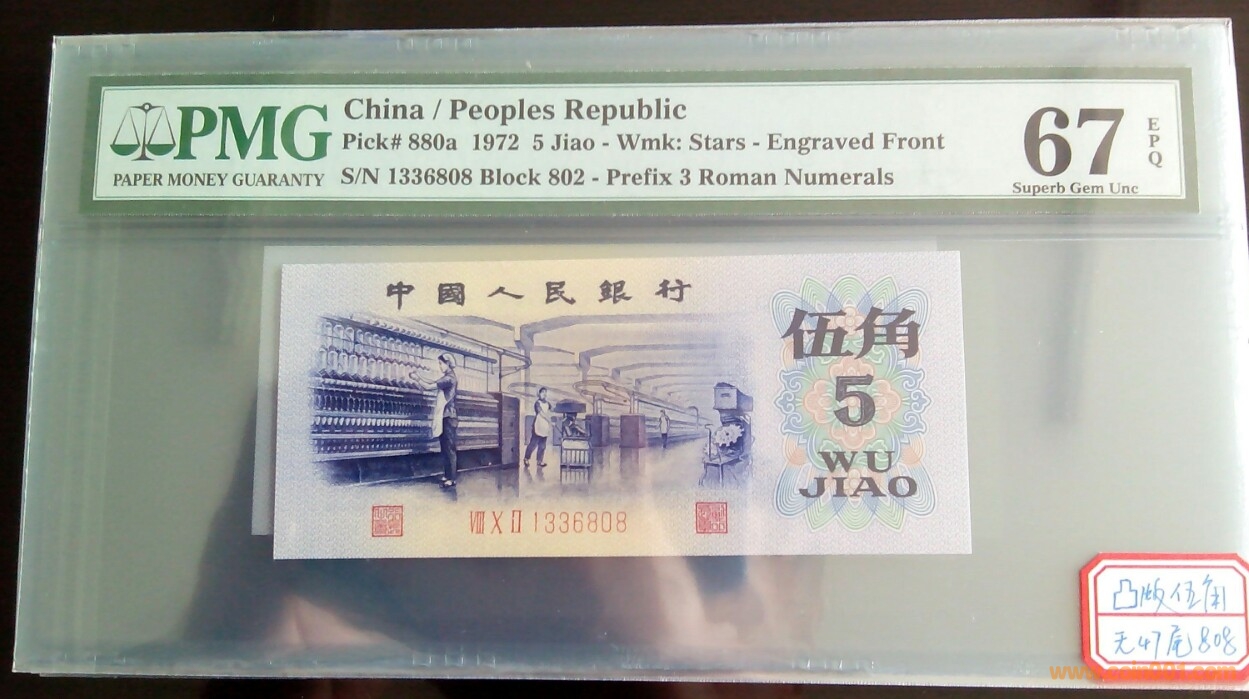 PMG
PAPER MONEY GUARANTY
China / Peoples Republic
Pick# 880a 1972 5 Jiao - Wmk: Stars - Engraved Front
S/N 1336808 Block 802 - Prefix 3 Roman Numerals
67
EPQ
Superb Gem Unc
中國人民銀行
伍角
5
WU
JIAO
VIII X II 1336808
凸版伍角
无47尾808